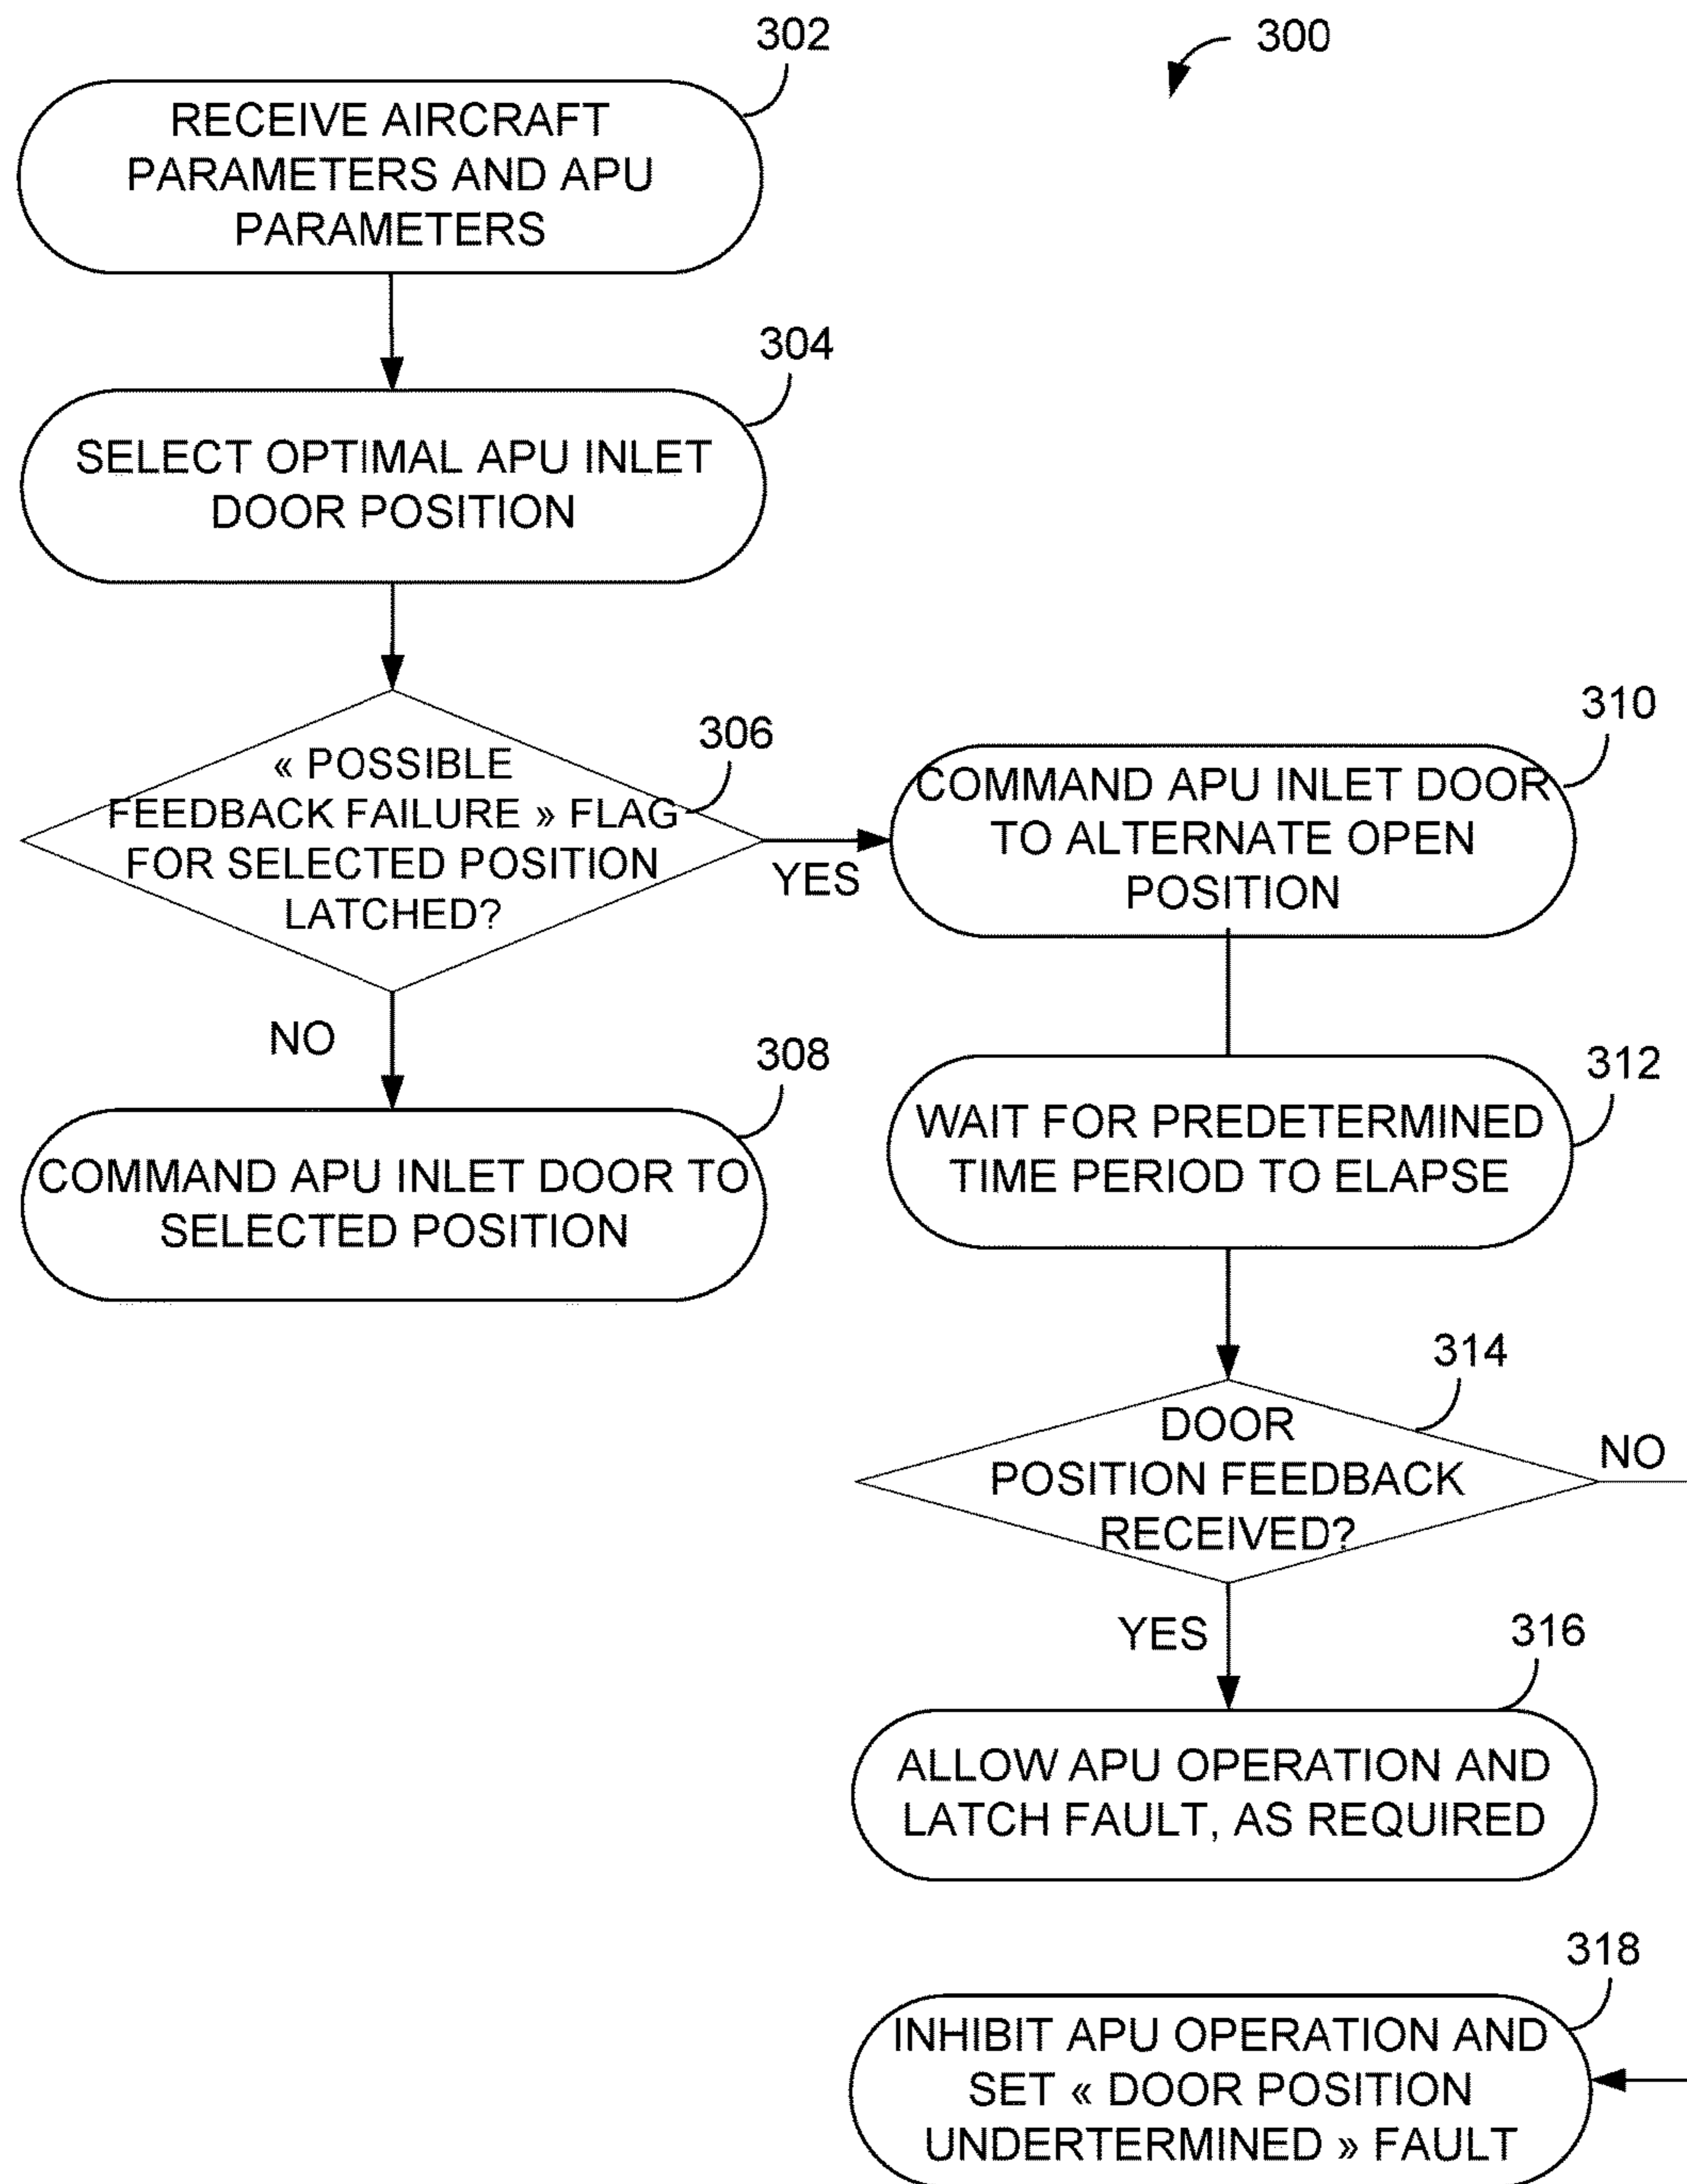 302
300
RECEIVE AIRCRAFT
PARAMETERS AND APU
PARAMETERS
304
SELECT OPTIMAL APU INLET
DOOR POSITION
306
« POSSIBLE
FEEDBACK FAILURE » FLAG
FOR SELECTED POSITION
LATCHED?
YES
NO
308
COMMAND APU INLET DOOR TO
SELECTED POSITION
310
COMMAND APU INLET DOOR
TO ALTERNATE OPEN
POSITION
312
WAIT FOR PREDETERMINED
TIME PERIOD TO ELAPSE
314
DOOR
POSITION FEEDBACK
RECEIVED?
NO
YES
316
ALLOW APU OPERATION AND
LATCH FAULT, AS REQUIRED
318
INHIBIT APU OPERATION AND
SET « DOOR POSITION
UNDERTERMINED » FAULT